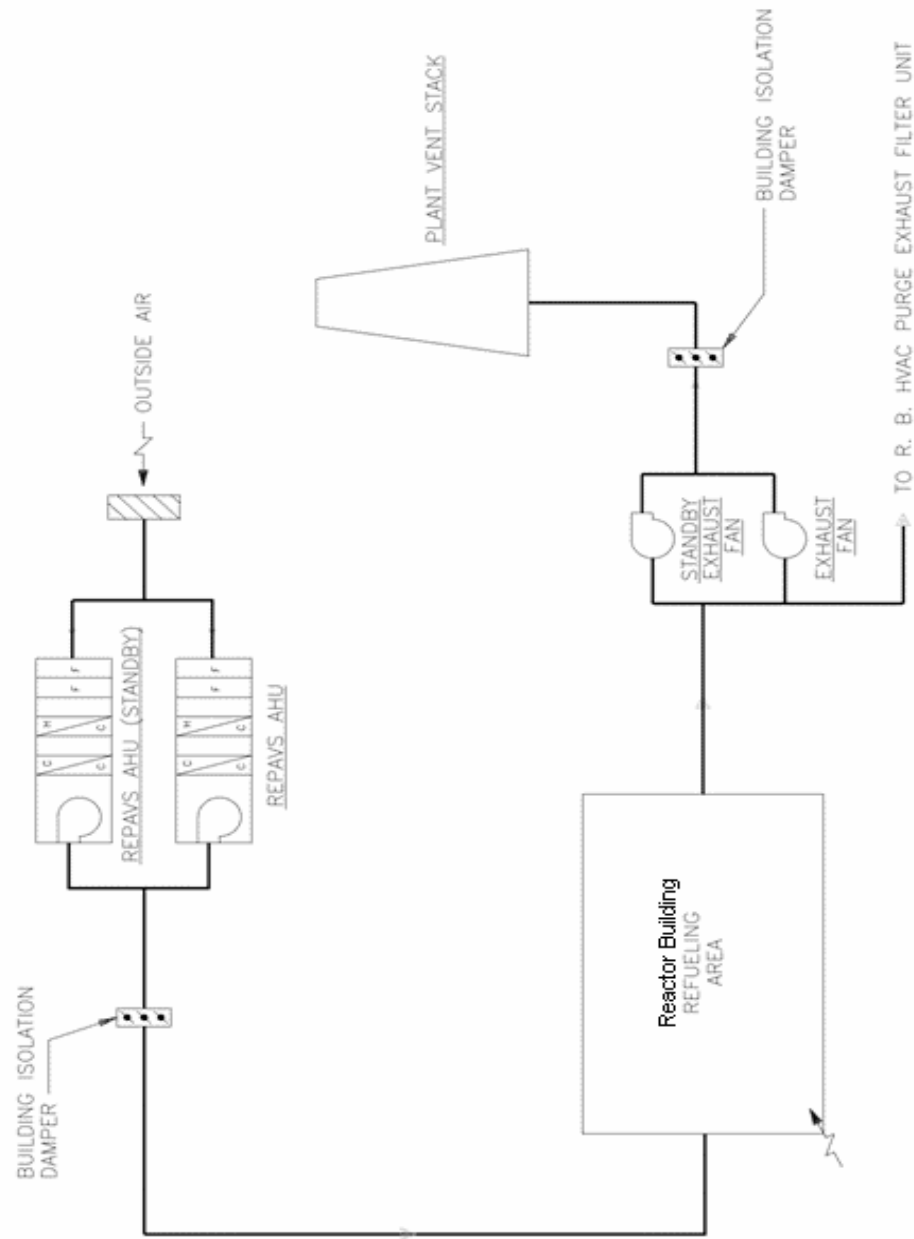 BUILDING ISOLATION
DAMPER
REPAVS AHU (STANDBY)
C
C
H
C
F
F
REPAVS AHU
C
C
H
C
F
F
OUTSIDE AIR
PLANT VENT STACK
Reactor Building
REFUELING
AREA
STANDBY
EXHAUST
FAN
EXHAUST
FAN
BUILDING ISOLATION
DAMPER
TO R. B. HVAC PURGE EXHAUST FILTER UNIT